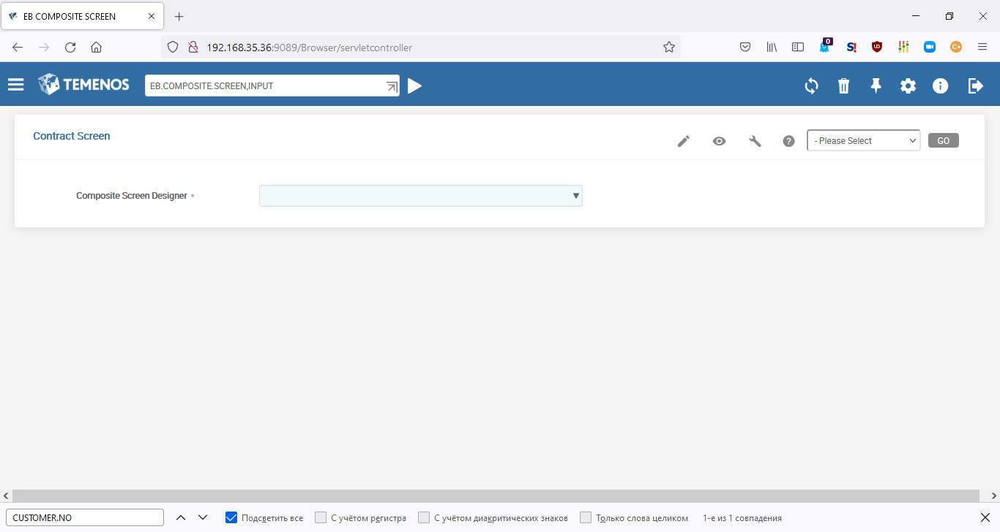 EB COMPOSITE SCREEN
192.168.35.36:9089/Browser/servletcontroller
0
S!
UD
C+
TEMENOS
EB.COMPOSITE.SCREEN,INPUT
Contract Screen
- Please Select
GO
Composite Screen Designer *
CUSTOMER.NO
Подсветить все
С учётом регистра
С учётом диакритических знаков
Только слова целиком
1-е из 1 совпадения